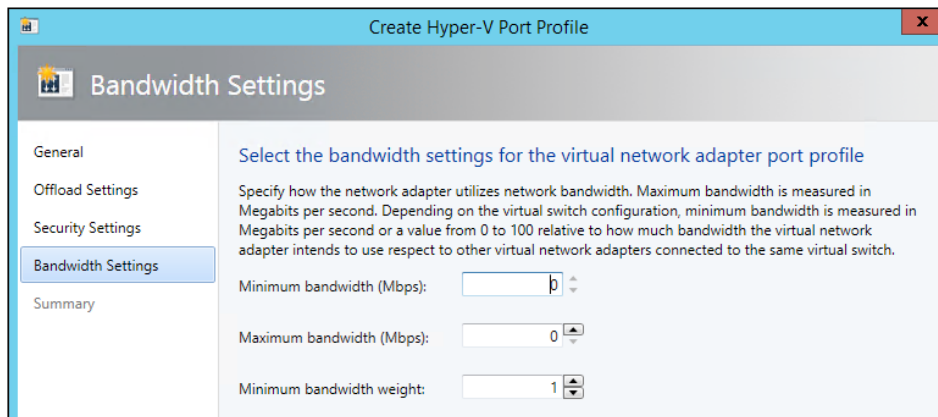 Create Hyper-V Port Profile
x
Bandwidth Settings
General
Offload Settings
Security Settings
Bandwidth Settings
Summary
Select the bandwidth settings for the virtual network adapter port profile
Specify how the network adapter utilizes network bandwidth. Maximum bandwidth is measured in
Megabits per second. Depending on the virtual switch configuration, minimum bandwidth is measured in
Megabits per second or a value from 0 to 100 relative to how much bandwidth the virtual network
adapter intends to use respect to other virtual network adapters connected to the same virtual switch.
Minimum bandwidth (Mbps): 0
Maximum bandwidth (Mbps): 0
Minimum bandwidth weight: 1